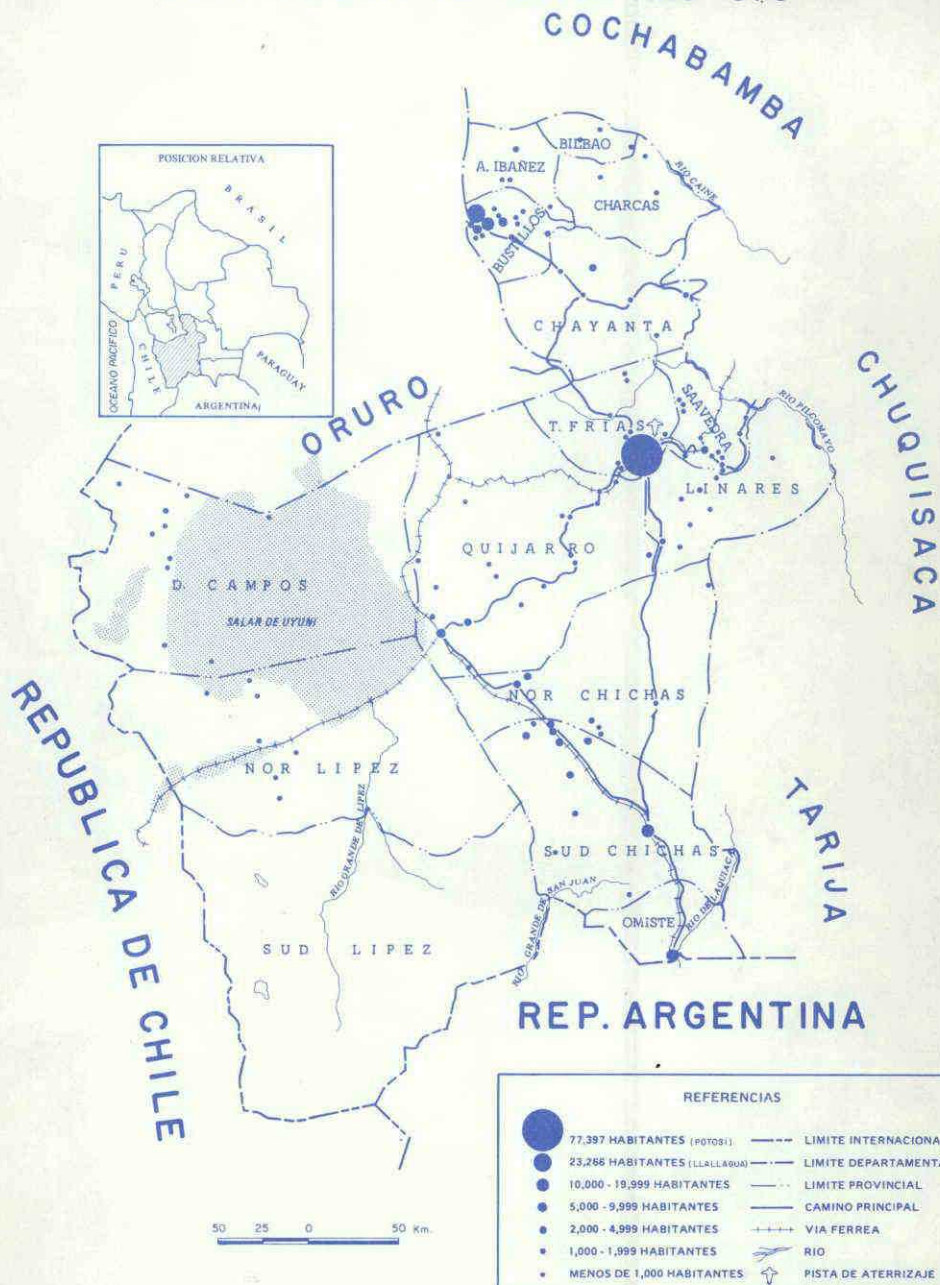 COCHABAMBA
POSICION RELATIVA
BRASIL
PERU
OCEANO PACIFICO
CHILE
PARAGUAY
ARGENTINA
BILBAO
A. IBAÑEZ
RIO CAINE
CHARCAS
BUSTILLOS
CHAYANTA
CHUQUISACA
ORURO
SAAVEDRA
RIO PILCOMAYO
T. FRIAS
LINARES
QUIJARRO
D. CAMPOS
SALAR DE UYUNI
NOR CHICHAS
REPUBLICA DE CHILE
NOR LIPEZ
TARIJA
RIO GRANDE DE LIPEZ
SUD CHICHAS
RIO GRANDE DE SAN JUAN
RIO DE LAQUIACA
OMISTE
SUD LIPEZ
REP. ARGENTINA
REFERENCIAS
77,397 HABITANTES (POTOSI) LIMITE INTERNACIONA
23,266 HABITANTES (LLALLAGUA) LIMITE DEPARTAMENTA
10,000 - 19,999 HABITANTES LIMITE PROVINCIAL
5,000 - 9,999 HABITANTES CAMINO PRINCIPAL
2,000 - 4,999 HABITANTES VIA FERREA
1,000 - 1,999 HABITANTES RIO
MENOS DE 1,000 HABITANTES PISTA DE ATERRIZAJE
50 25 0 50 Km.